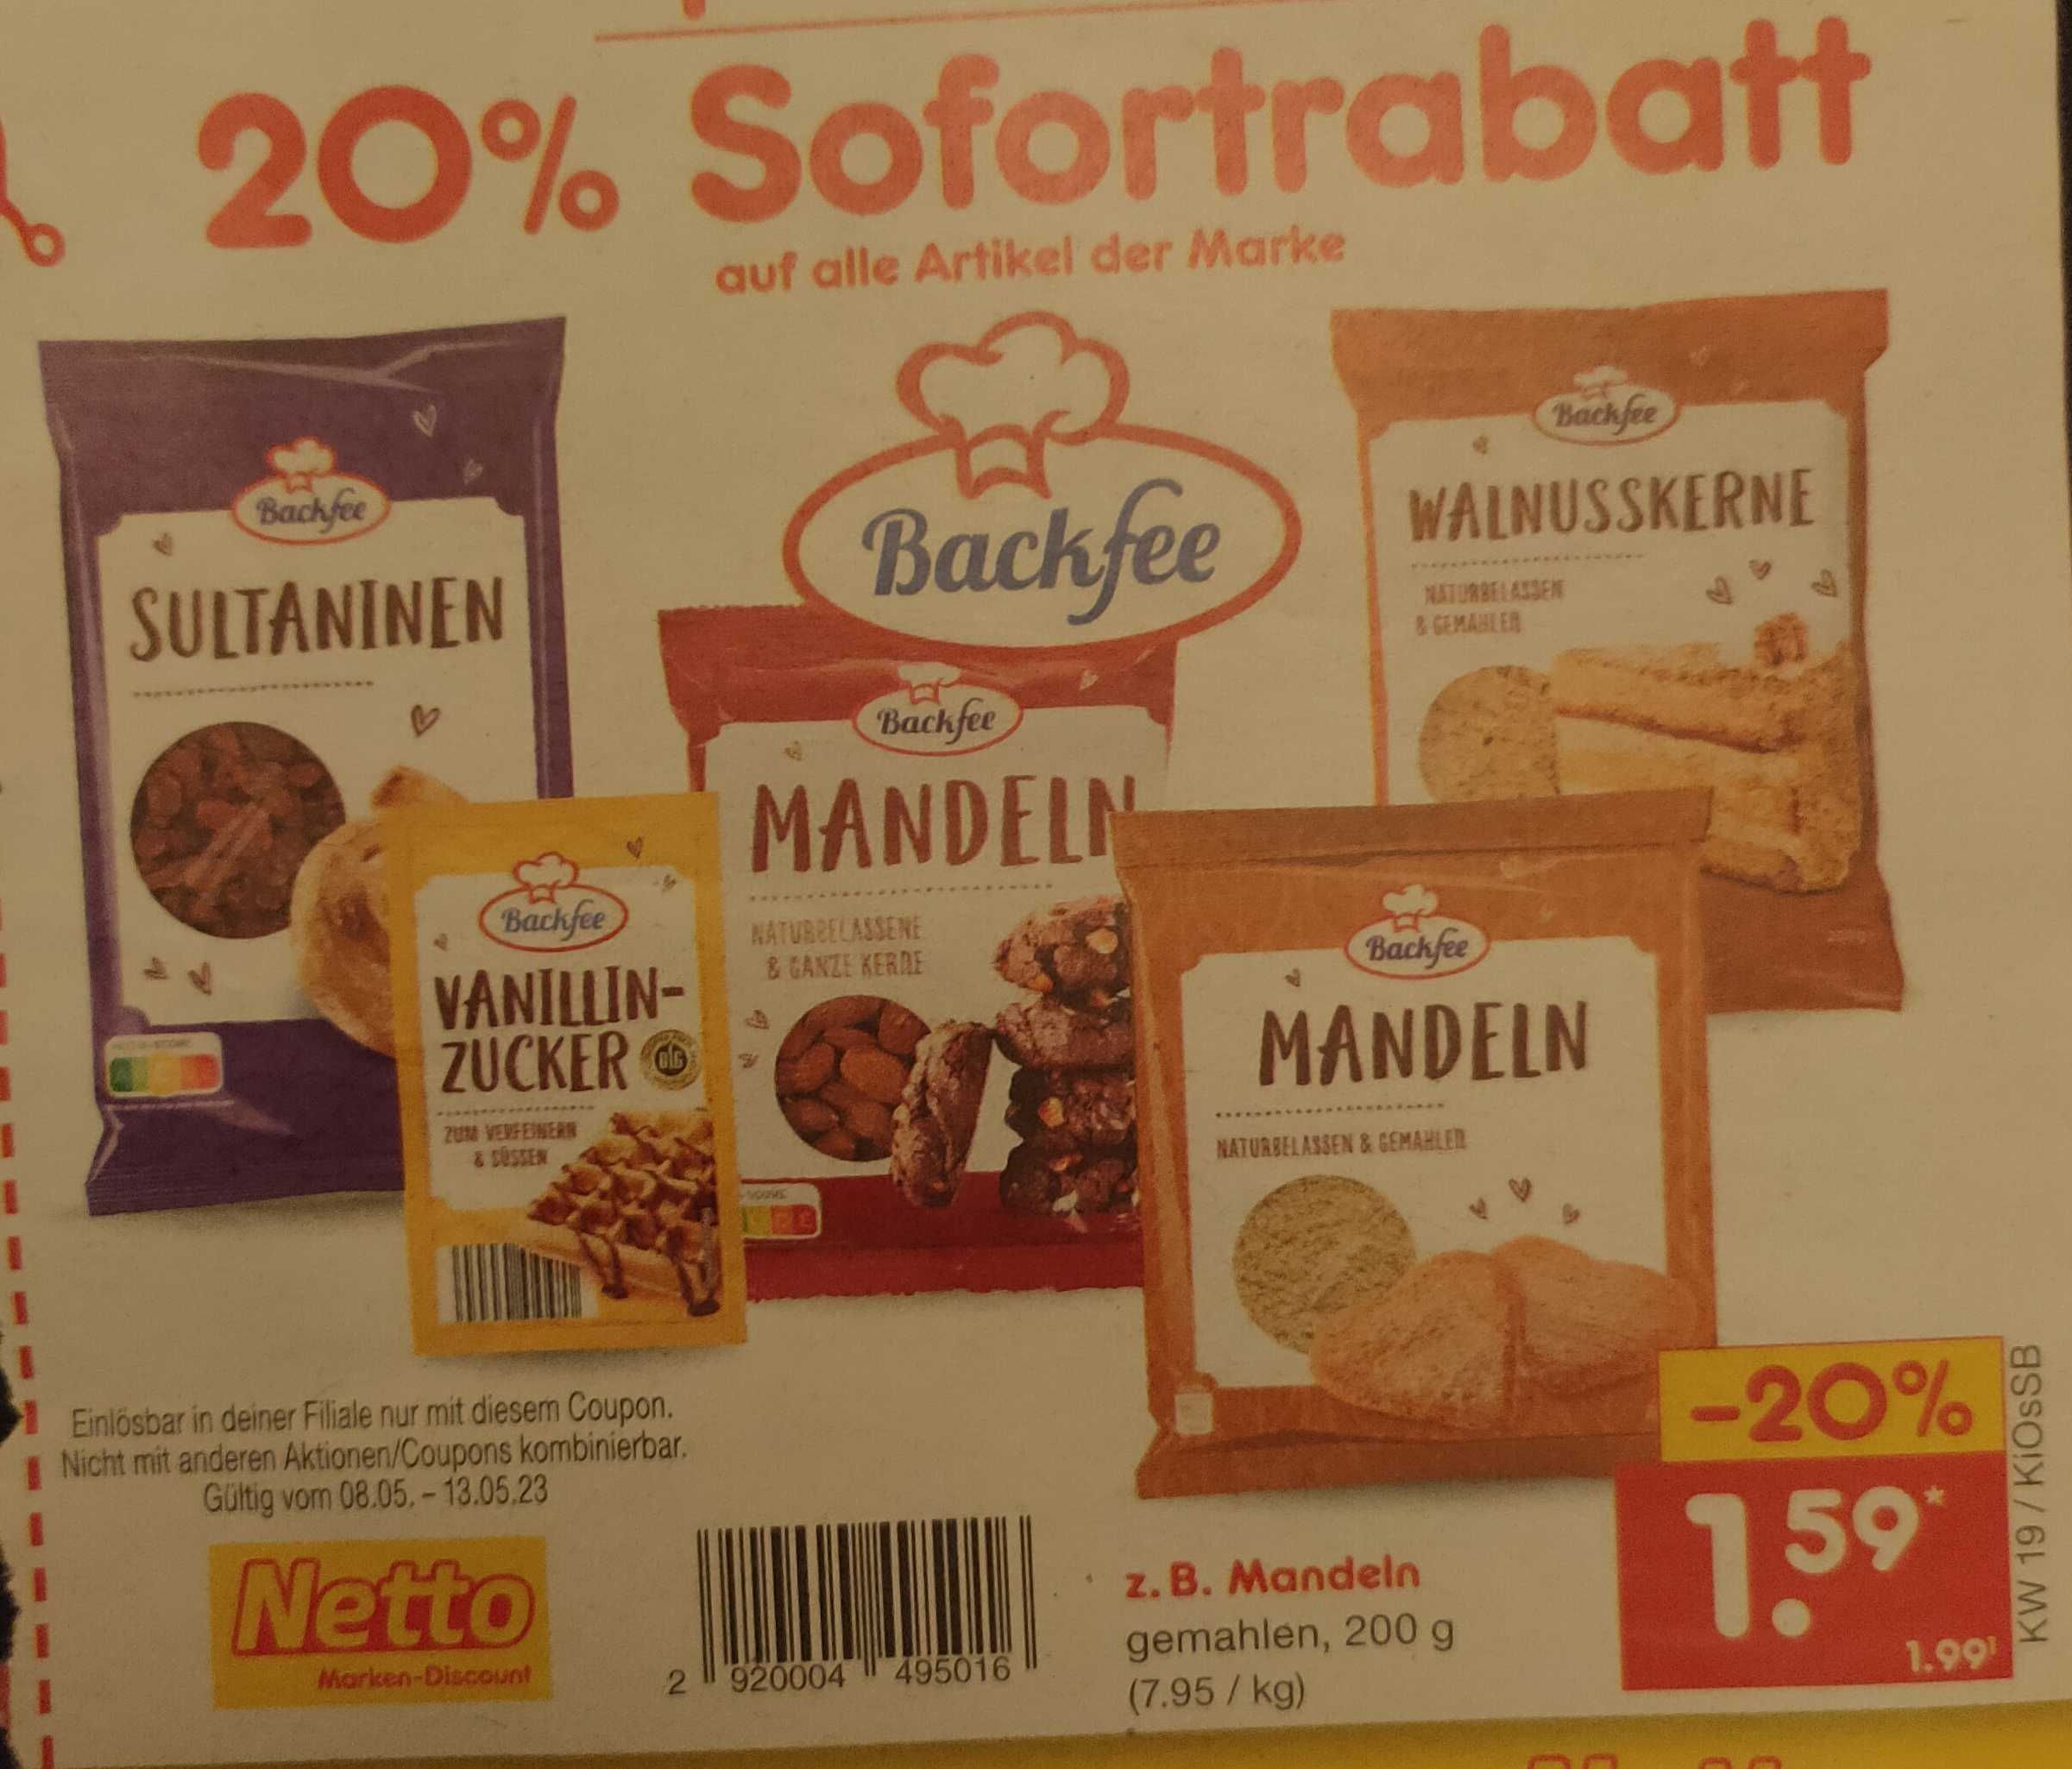 20% Sofortrabatt
auf alle Artikel der Marke
Backfee
Backfee
SULTANINEN
Backfee
WALNUSSKERNE
NATURBELASSEN
& GEMAHLEN
Backfee
MANDELN
NATURBELASSENE
& GANZE KERNE
Backfee
VANILLIN-
ZUCKER
DLG
ZUM VERFEINERN
& SÜSSEN
Backfee
MANDELN
NATURBELASSEN & GEMAHLEN
Einlösbar in deiner Filiale nur mit diesem Coupon.
Nicht mit anderen Aktionen/Coupons kombinierbar.
Gültig vom 08.05. – 13.05.23
Netto
Marken-Discount
2 920004 495016
z. B. Mandeln
gemahlen, 200 g
(7.95 / kg)
-20%
1.59*
1.99¹
KW 19 / KiOsSB